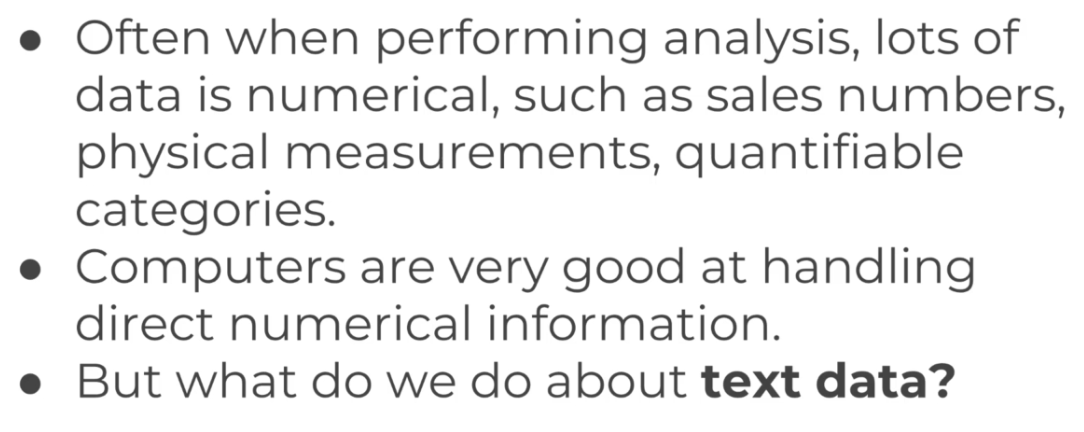 ● Often when performing analysis, lots of
data is numerical, such as sales numbers,
physical measurements, quantifiable
categories.
● Computers are very good at handling
direct numerical information.
● But what do we do about text data?